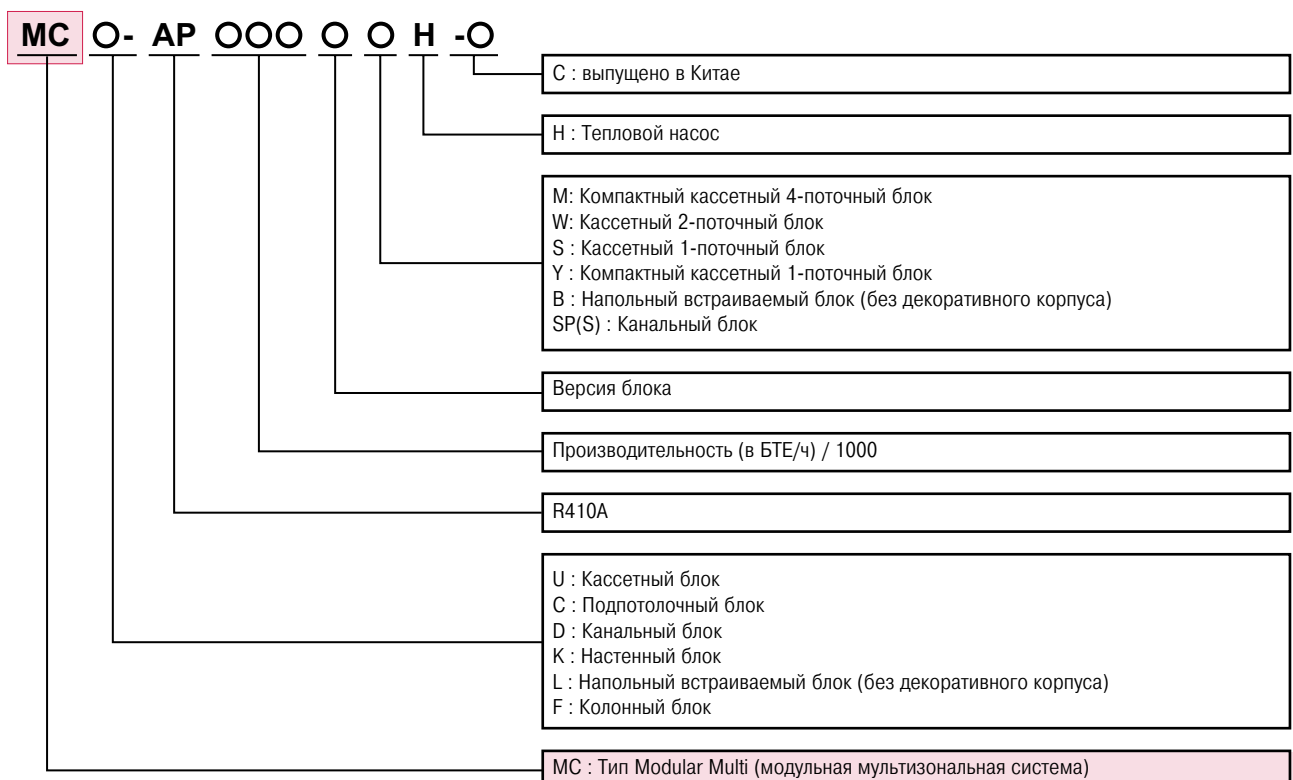 MC O- AP OOO O O H -O
C : выпущено в Китае
H : Тепловой насос
M: Компактный кассетный 4-поточный блок
W: Кассетный 2-поточный блок
S : Кассетный 1-поточный блок
Y : Компактный кассетный 1-поточный блок
B : Напольный встраиваемый блок (без декоративного корпуса)
SP(S) : Канальный блок
Версия блока
Производительность (в БТЕ/ч) / 1000
R410A
U : Кассетный блок
C : Подпотолочный блок
D : Канальный блок
K : Настенный блок
L : Напольный встраиваемый блок (без декоративного корпуса)
F : Колонный блок
MC : Тип Modular Multi (модульная мультизональная система)